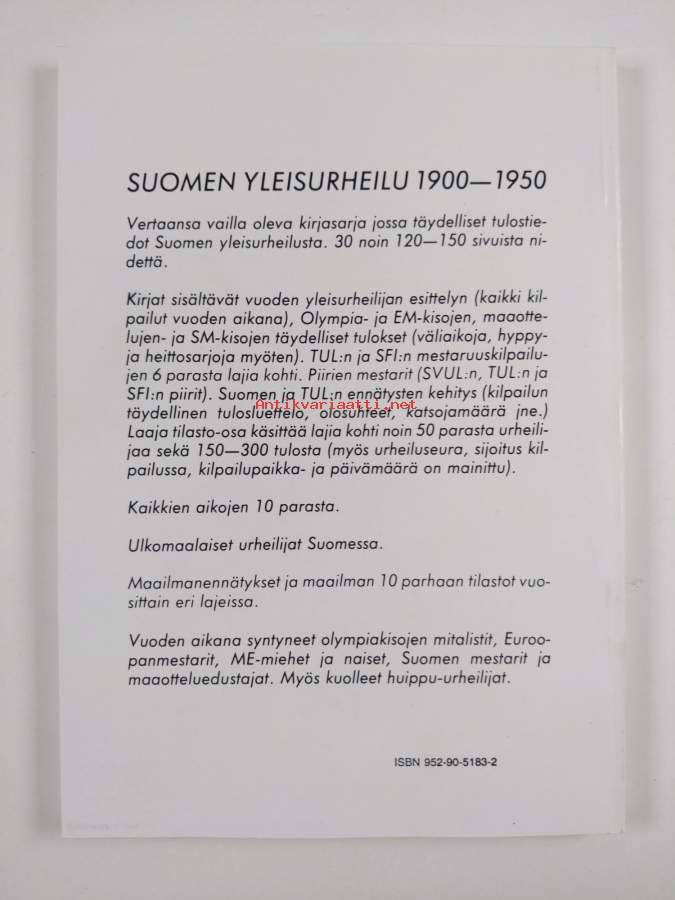 SUOMEN YLEISURHEILU 1900—1950
Vertaansa vailla oleva kirjasarja jossa täydelliset tulostie-
dot Suomen yleisurheilusta. 30 noin 120—150 sivuista ni-
dettä.
Kirjat sisältävät vuoden yleisurheilijan esittelyn (kaikki kil-
pailut vuoden aikana), Olympia- ja EM-kisojen, maaotte-
lujen- ja SM-kisojen täydelliset tulokset (väliaikoja, hyppy-
ja heittosarjoja myöten). TUL:n ja SFI:n mestaruuskilpailu-
jen 6 parasta lajia kohti. Piirien mestarit (SVUL:n, TUL:n ja
SFI:n piirit). Suomen ja TUL:n ennätysten kehitys (kilpailun
täydellinen tulosluettelo, olosuhteet, katsojamäärä jne.)
Antikvariaatti.net
Laaja tilasto-osa käsittää lajia kohti noin 50 parasta urheili-
jaa sekä 150—300 tulosta (myös urheiluseura, sijoitus kil-
pailussa, kilpailupaikka- ja päivämäärä on mainittu).
Kaikkien aikojen 10 parasta.
Ulkomaalaiset urheilijat Suomessa.
Maailmanennätykset ja maailman 10 parhaan tilastot vuo-
sittain eri lajeissa.
Vuoden aikana syntyneet olympiakisojen mitalistit, Euroo-
panmestarit, ME-miehet ja naiset, Suomen mestarit ja
maaotteluedustajat. Myös kuolleet huippu-urheilijat.
ISBN 952-90-5183-2